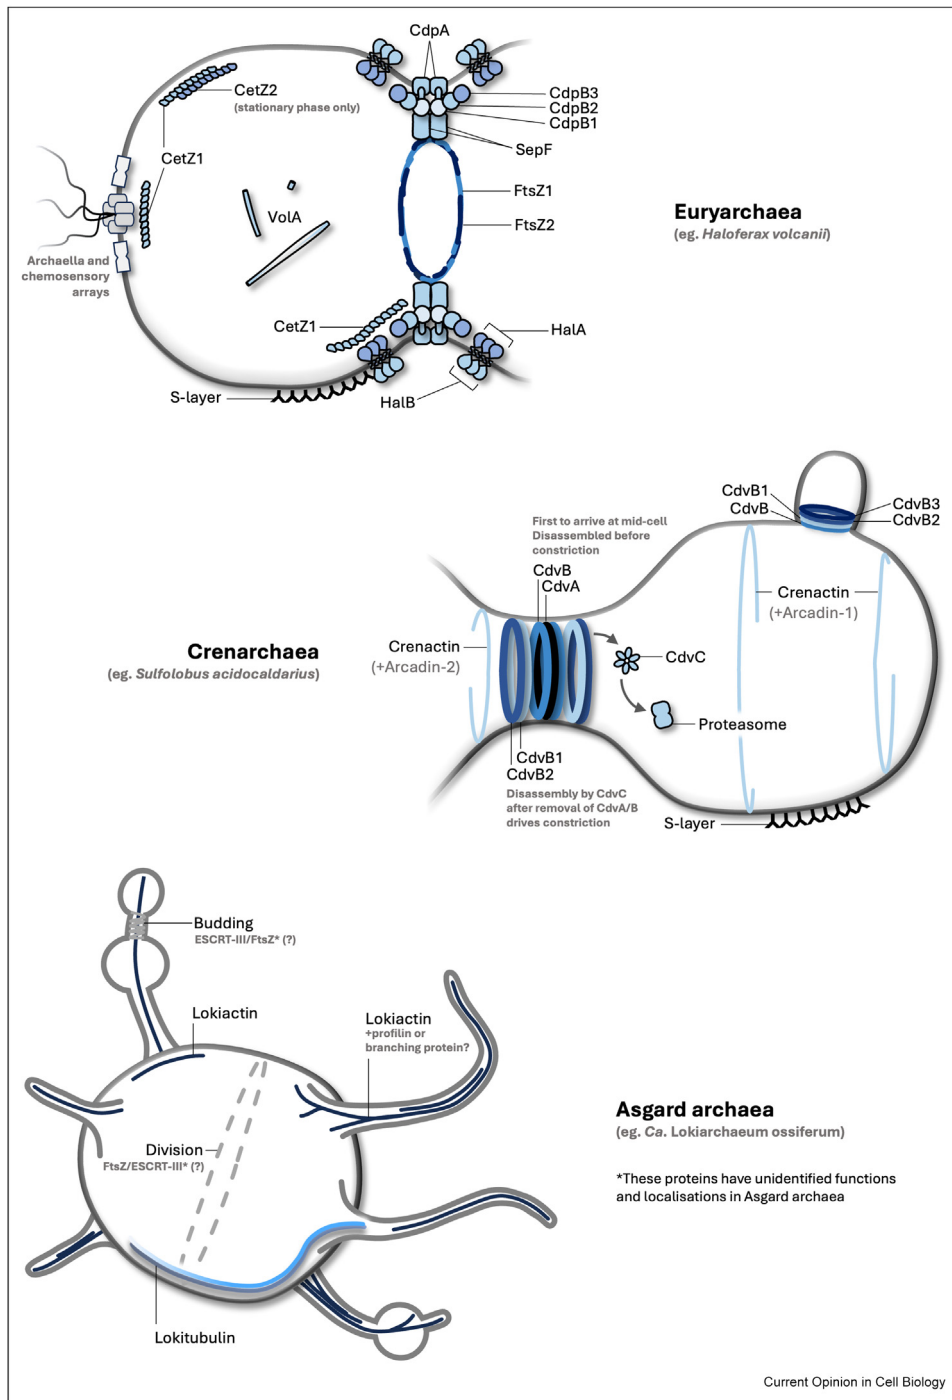 CdpA
CetZ2
(stationary phase only)
CdpB3
CdpB2
CdpB1
SepF
CetZ1
FtsZ1
VolA
FtsZ2
Euryarchaea
(eg. Haloferax volcanii)
Archaella and
chemosensory
arrays
CetZ1
HalA
S-layer
HalB
CdvB1
CdvB
CdvB3
CdvB2
First to arrive at mid-cell
Disassembled before
constriction
CdvB
CdvA
Crenactin
(+Arcadin-1)
Crenarchaea
(eg. Sulfolobus acidocaldarius)
Crenactin
(+Arcadin-2)
CdvC
Proteasome
CdvB1
CdvB2
Disassembly by CdvC
after removal of CdvA/B
drives constriction
S-layer
Budding
ESCRT-III/FtsZ* (?)
Lokiactin
Lokiactin
+profilin or
branching protein?
Asgard archaea
(eg. Ca. Lokiarchaeum ossiferum)
Division
FtsZ/ESCRT-III* (?)
*These proteins have unidentified functions
and localisations in Asgard archaea
Lokitubulin
Current Opinion in Cell Biology